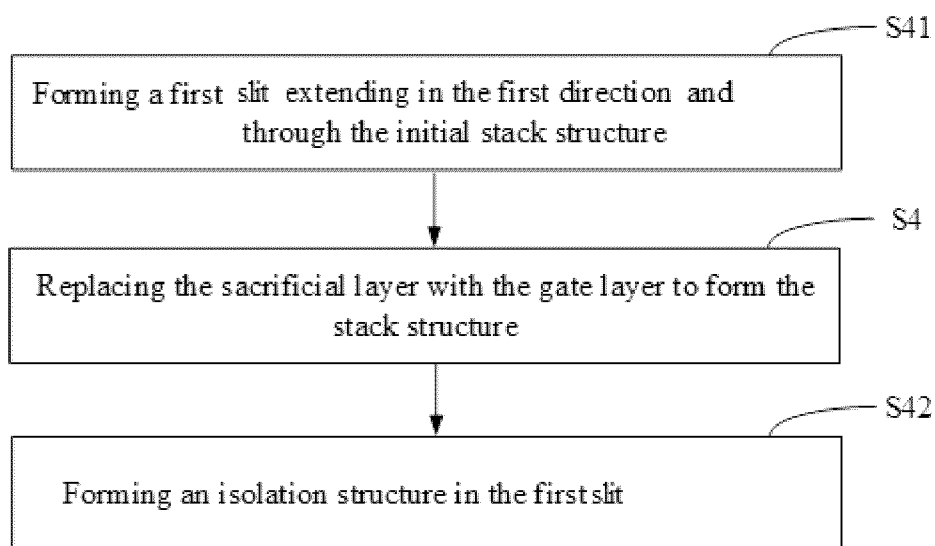 S41
Forming a first slit extending in the first direction and
through the initial stack structure
S4
Replacing the sacrificial layer with the gate layer to form the
stack structure
S42
Forming an isolation structure in the first slit